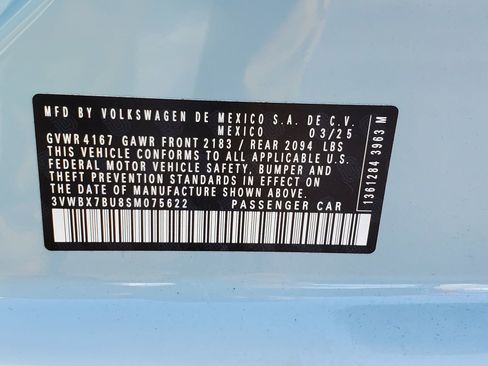 MFD BY VOLKSWAGEN DE MEXICO S.A. DE C.V.
MEXICO 03/25
GVWR 4167 GAWR FRONT 2183 / REAR 2094 LBS
THIS VEHICLE CONFORMS TO ALL APPLICABLE
FEDERAL MOTOR VEHICLE SAFETY, BUMPER AND
THEFT PREVENTION STANDARDS IN EFFECT ON
THE DATE OF MANUFACTURE SHOWN ABOVE.
3VWBX7BU8SM075622 PASSENGER CAR
1361284 3963 M